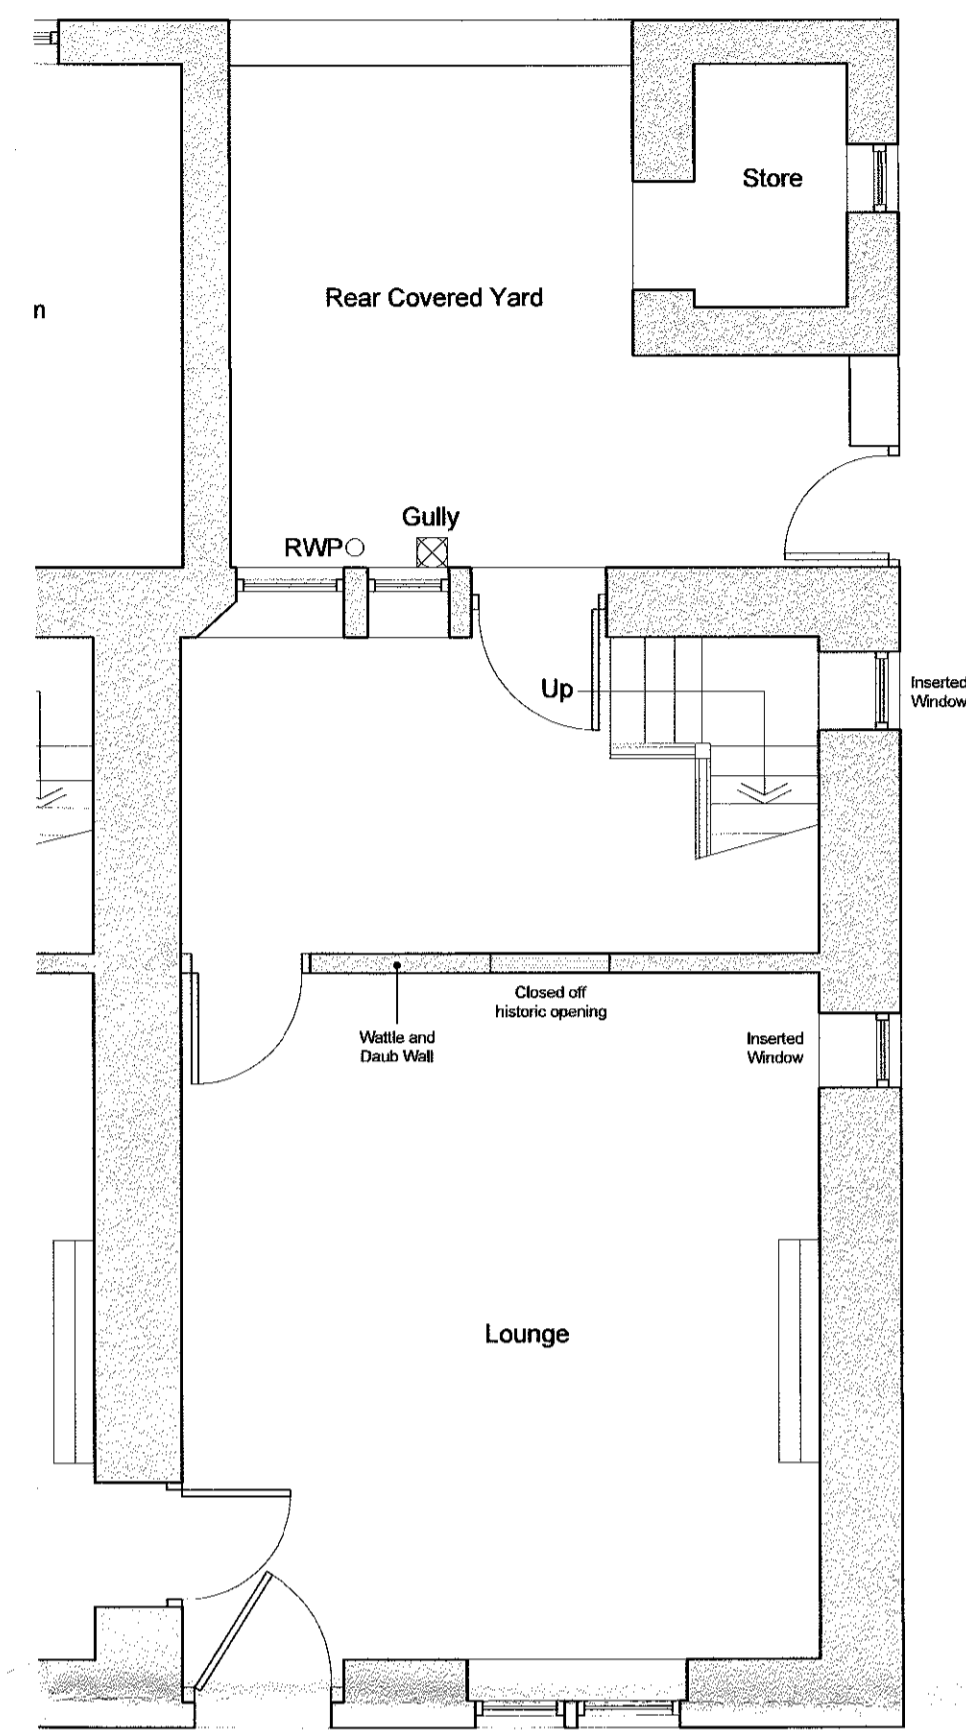 Store
Rear Covered Yard
n
Gully
RWP
Up
Inserted
Window
Closed off
historic opening
Wattle and
Daub Wall
Inserted
Window
Lounge